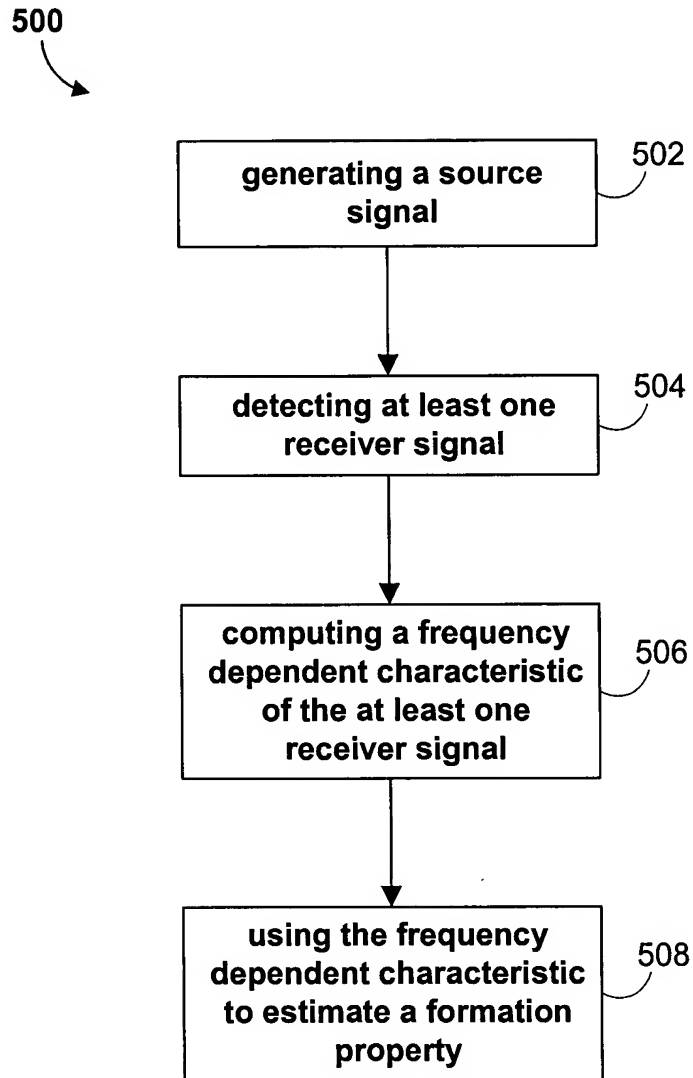 500
generating a source
signal
502
detecting at least one
receiver signal
504
computing a frequency
dependent characteristic
of the at least one
receiver signal
506
using the frequency
dependent characteristic
to estimate a formation
property
508